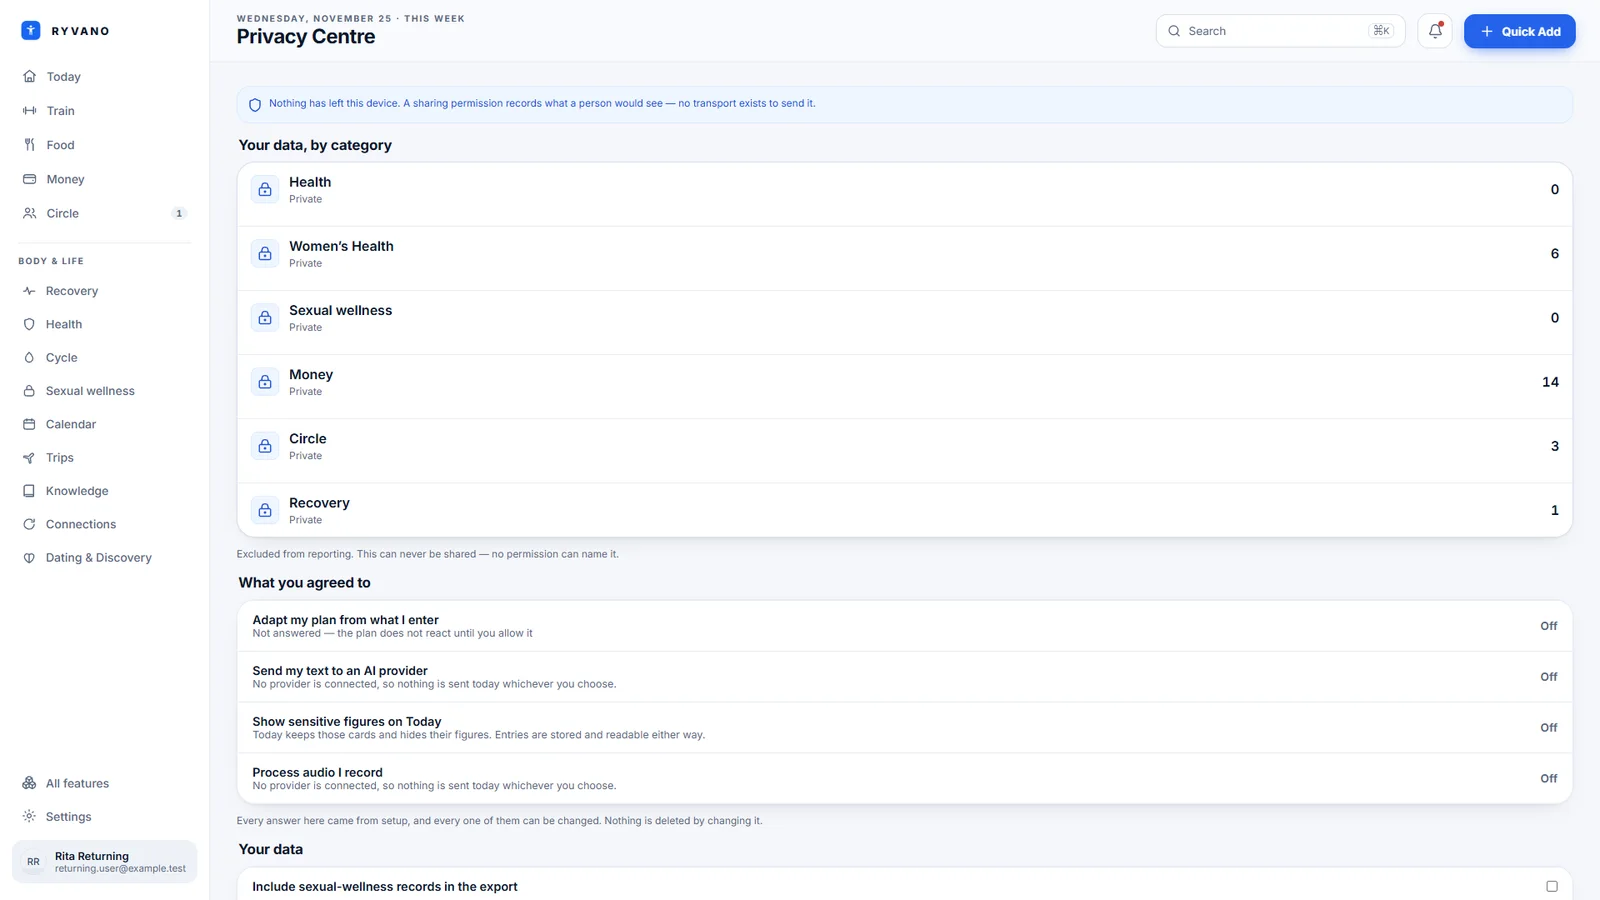 RYVANO
Today
Train
Food
Money
Circle
1
BODY & LIFE
Recovery
Health
Cycle
Sexual wellness
Calendar
Trips
Knowledge
Connections
Dating & Discovery
All features
Settings
RR
Rita Returning
returning.user@example.test
WEDNESDAY, NOVEMBER 25 · THIS WEEK
Privacy Centre
Search
⌘K
Quick Add
Nothing has left this device. A sharing permission records what a person would see — no transport exists to send it.
Your data, by category
Health
Private
0
Women’s Health
Private
6
Sexual wellness
Private
0
Money
Private
14
Circle
Private
3
Recovery
Private
1
Excluded from reporting. This can never be shared — no permission can name it.
What you agreed to
Adapt my plan from what I enter
Not answered — the plan does not react until you allow it
Off
Send my text to an AI provider
No provider is connected, so nothing is sent today whichever you choose.
Off
Show sensitive figures on Today
Today keeps those cards and hides their figures. Entries are stored and readable either way.
Off
Process audio I record
No provider is connected, so nothing is sent today whichever you choose.
Off
Every answer here came from setup, and every one of them can be changed. Nothing is deleted by changing it.
Your data
Include sexual-wellness records in the export